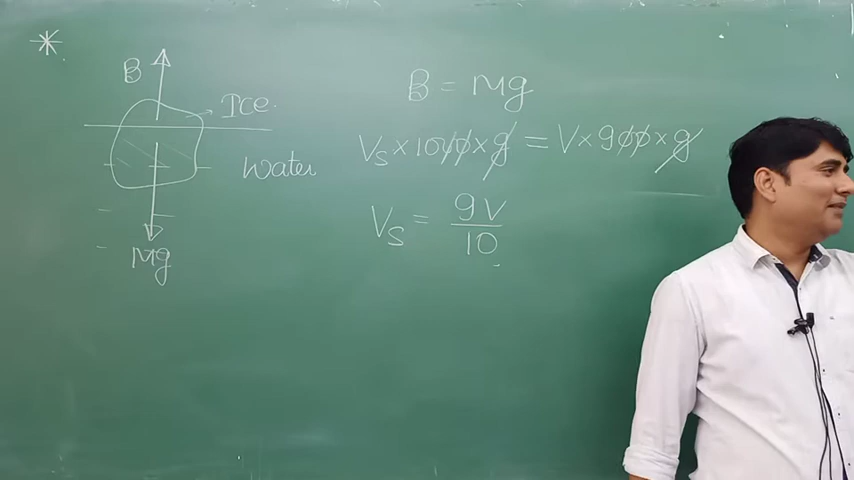 *
B
Ice
Water
Mg
B = Mg
Vs × 1000 × g = V × 900 × g
Vs = 9V
10